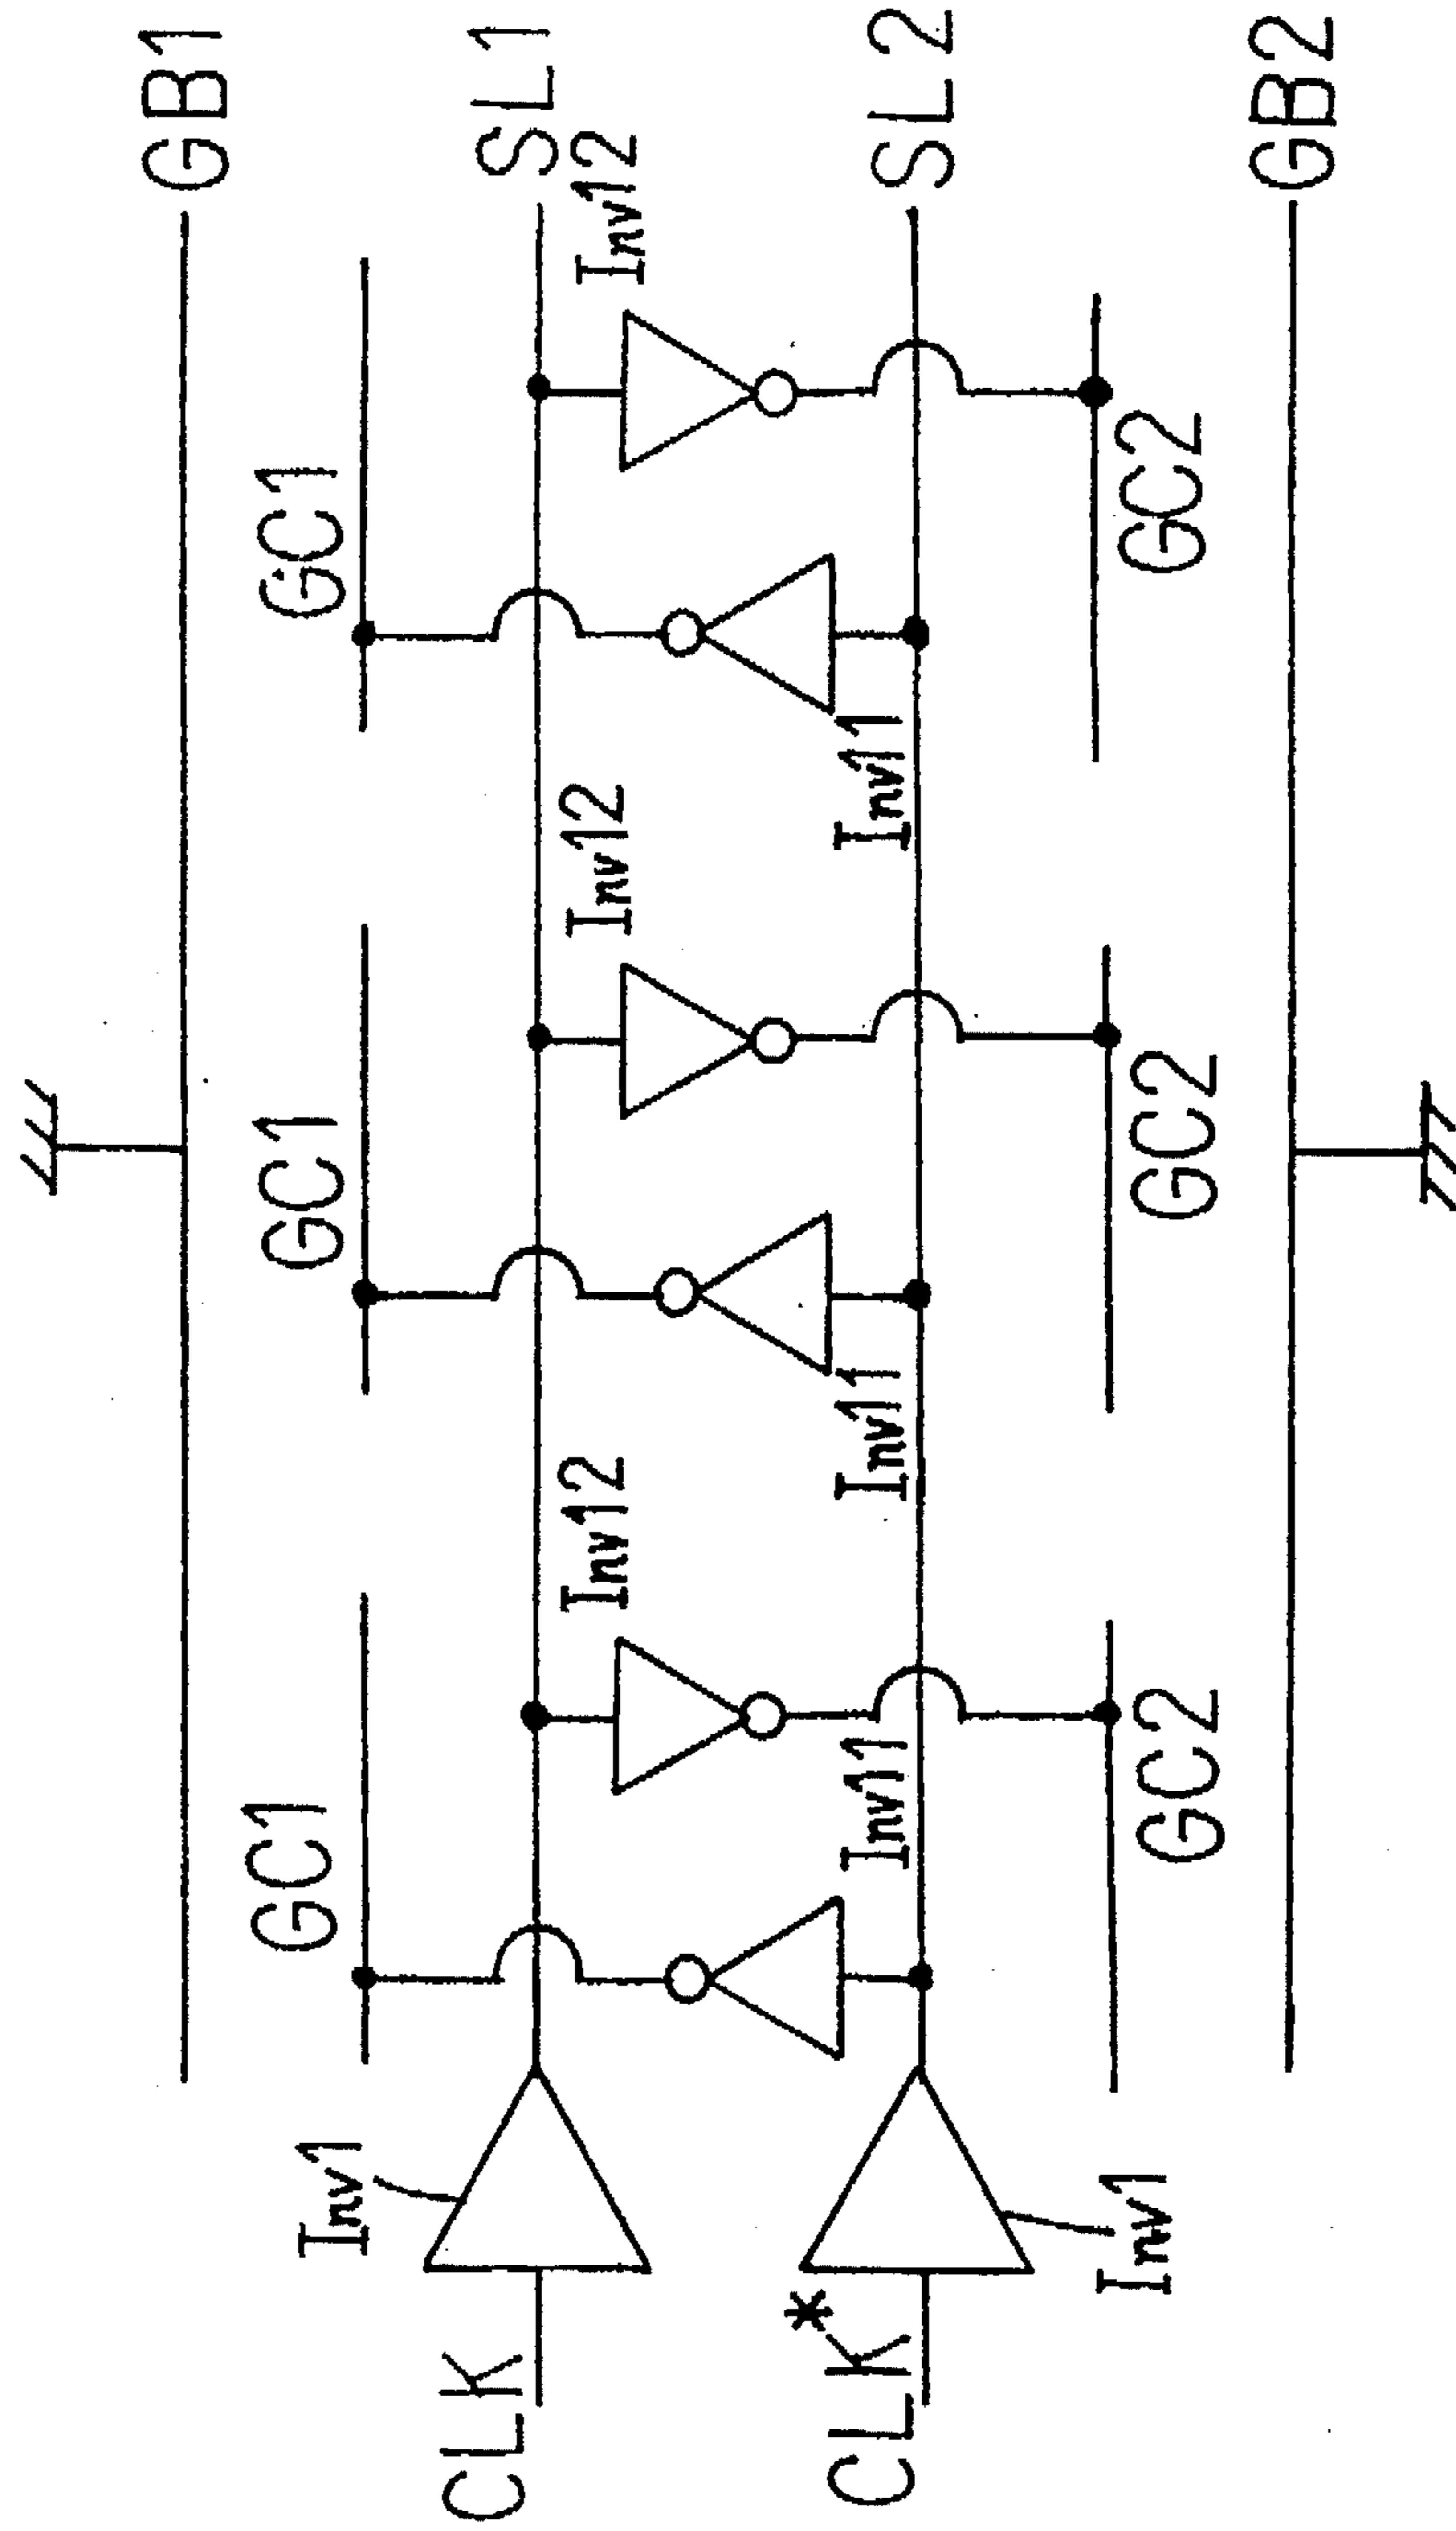 GB1
GC1 GC1 GC1
Inv1
CLK
SL1
Inv12 Inv12 Inv12
Inv11 Inv11 Inv11
CLK*
SL2
Inv1
GC2 GC2 GC2
GB2